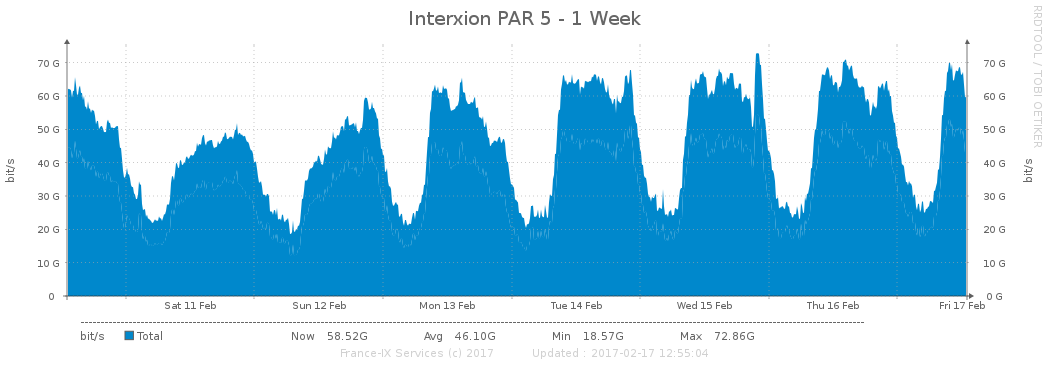 Interxion PAR 5 - 1 Week
RRDTOOL / TOBI OETIKER
bit/s
70 G
60 G
50 G
40 G
30 G
20 G
10 G
0
70 G
60 G
50 G
40 G
30 G
20 G
10 G
0 G
bit/s
Sat 11 Feb Sun 12 Feb Mon 13 Feb Tue 14 Feb Wed 15 Feb Thu 16 Feb Fri 17 Feb
bit/s Total Now 58.52G Avg 46.10G Min 18.57G Max 72.86G
France-IX Services (c) 2017 Updated : 2017-02-17 12:55:04